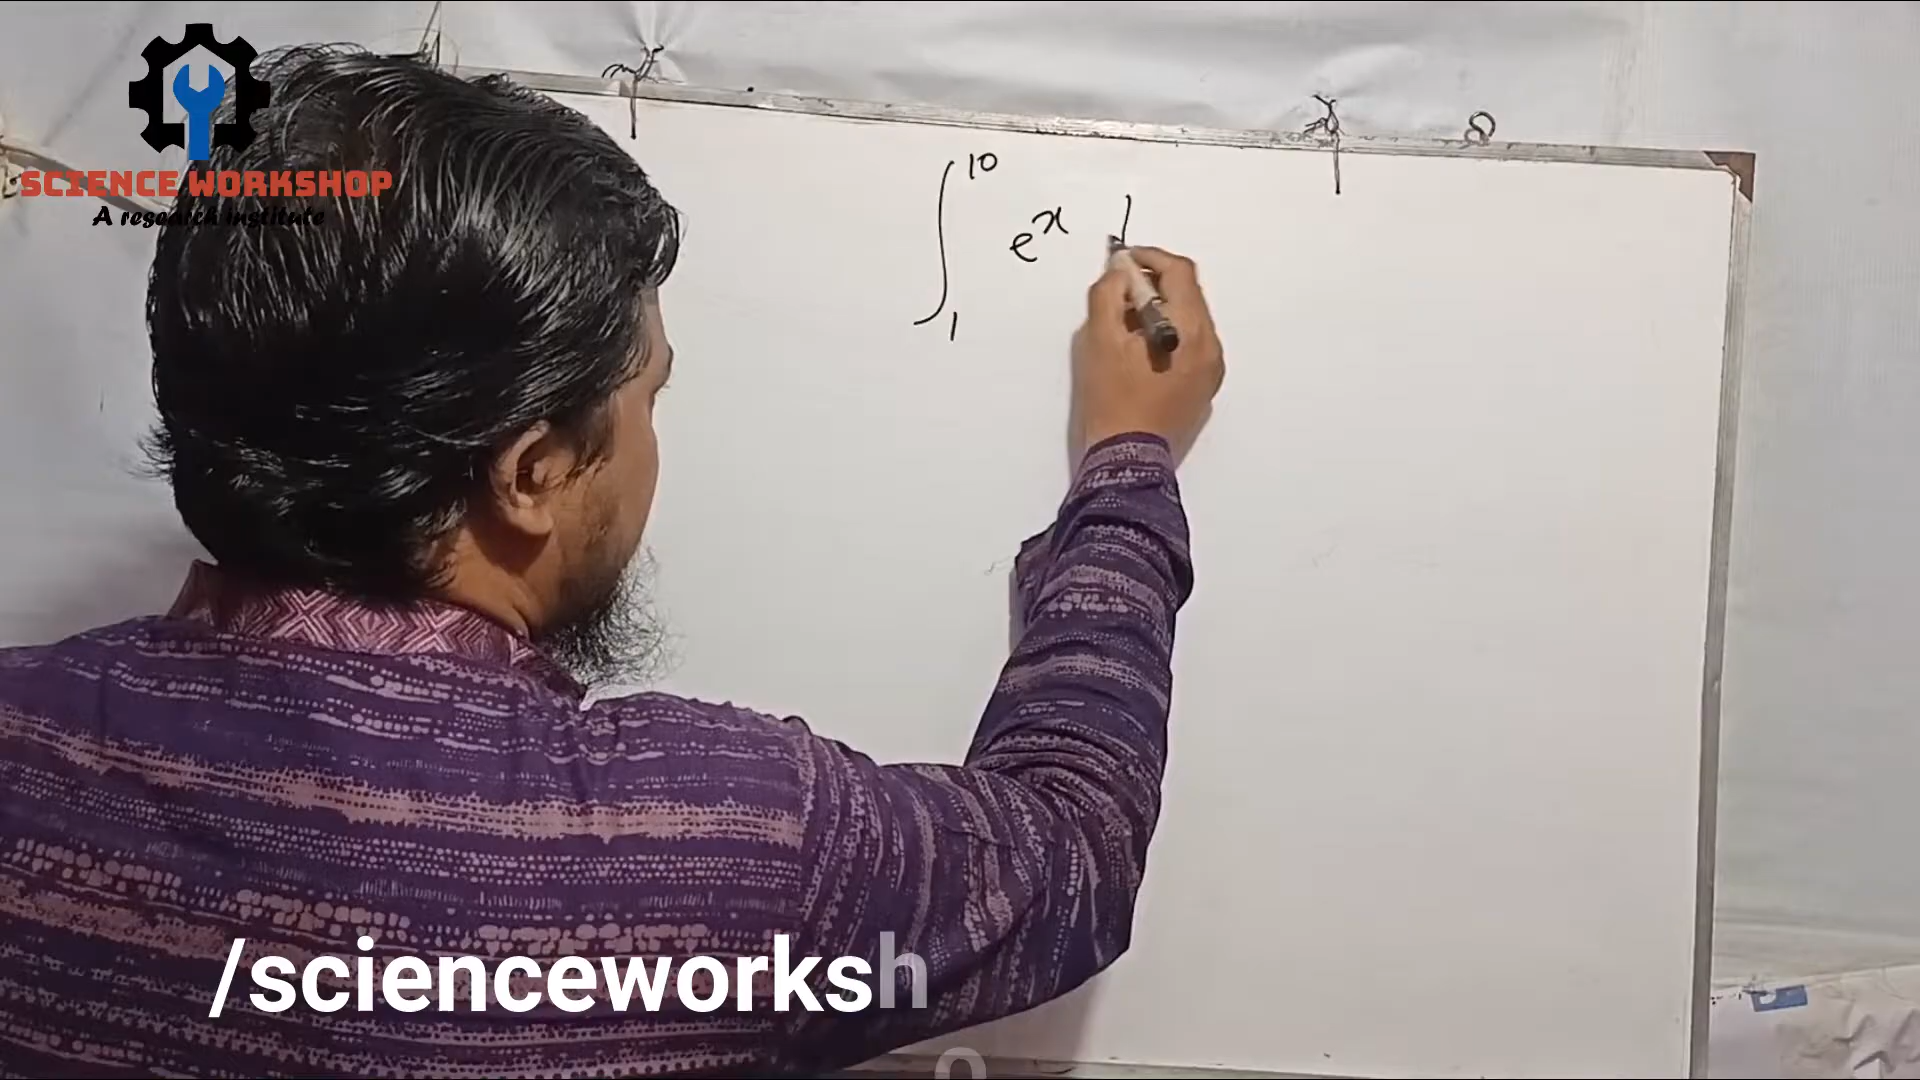 SCIENCE WORKSHOP
A research institute
∫₁¹⁰ eˣ d
/scienceworksh
o